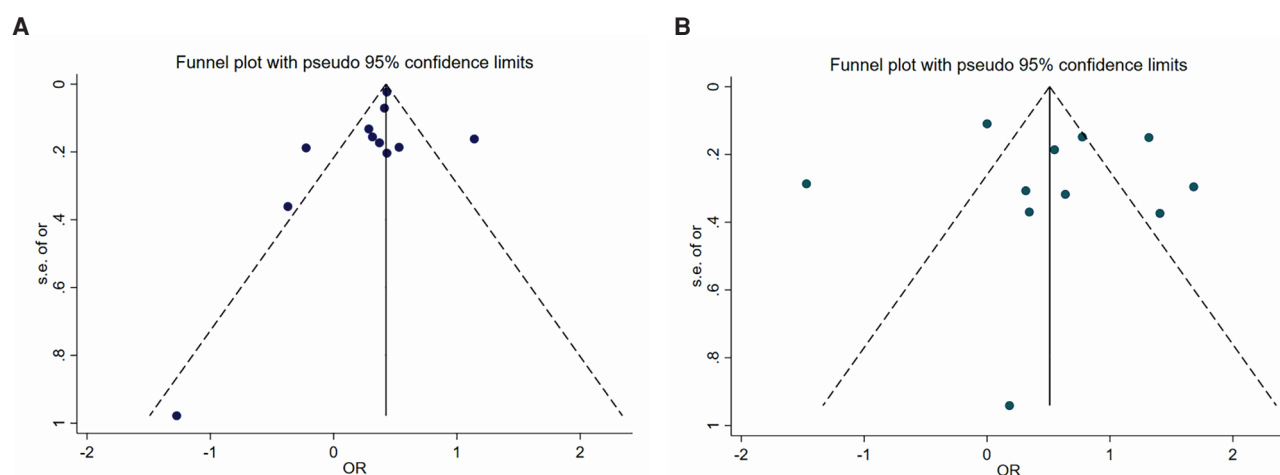 A
Funnel plot with pseudo 95% confidence limits
0
.2
.4
.6
.8
1
s.e. of or
-2 -1 0 1 2
OR
B
Funnel plot with pseudo 95% confidence limits
0
.2
.4
.6
.8
1
s.e. of or
-2 -1 0 1 2
OR